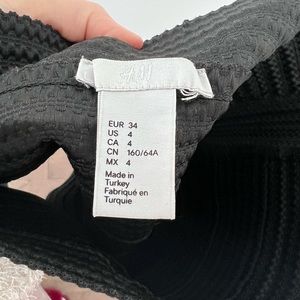 H&M
EUR 34
US 4
CA 4
CN 160/64A
MX 4
Made in
Turkey
Fabriqué en
Turquie